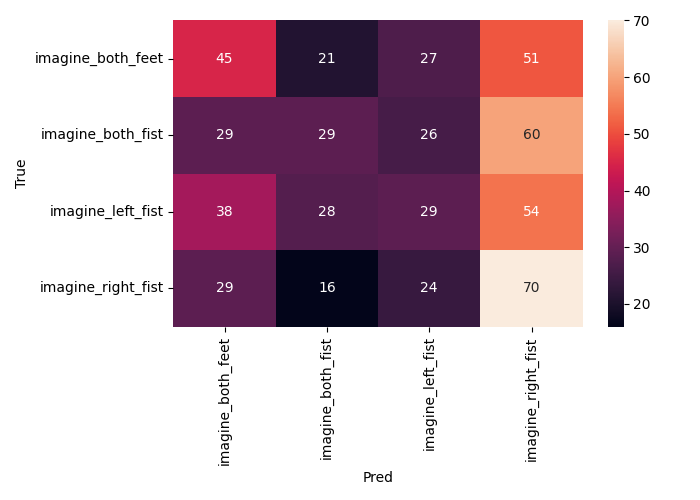 imagine_both_feet 45 21 27 51
imagine_both_fist 29 29 26 60
imagine_left_fist 38 28 29 54
imagine_right_fist 29 16 24 70
True
imagine_both_feet
imagine_both_fist
imagine_left_fist
imagine_right_fist
Pred
70
60
50
40
30
20